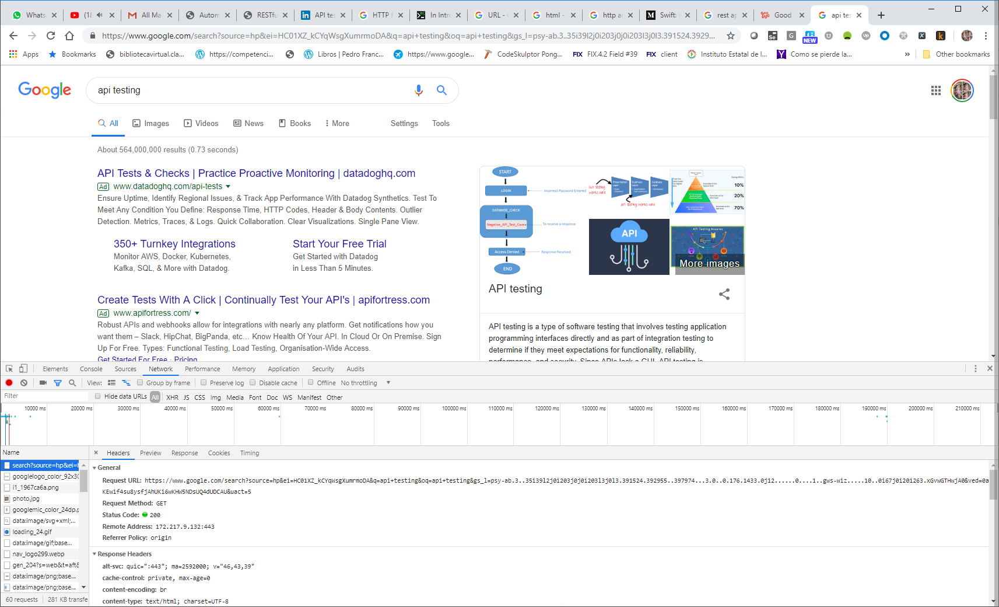 Whats
(18
All Ma
Autom
RESTfu
API tes
HTTP
In Intro
URL -
html -
http au
Swift:
rest ap
Good
api tes
https://www.google.com/search?source=hp&ei=HC01XZ_kCYqWsgXumrmoDA&q=api+testing&oq=api+testing&gs_l=psy-ab.3..35i39l2j0i203j0j0i203l3j0l3.391524.3929...
NEW
Apps
Bookmarks
bibliotecavirtual.cla...
https://competenci...
Libros | Pedro Franc...
https://www.google...
CodeSkulptor Pong...
FIX FIX.4.2 Field #39
FIX client
Instituto Estatal de I...
Como se pierde la...
»
Other bookmarks
Google
api testing
All Images Videos News Books More Settings Tools
About 564,000,000 results (0.73 seconds)
API Tests & Checks | Practice Proactive Monitoring | datadoghq.com
Ad www.datadoghq.com/api-tests
Ensure Uptime, Identify Regional Issues, & Track App Performance With Datadog Synthetics. Test To
Meet Any Condition You Define: Response Time, HTTP Codes, Header & Body Contents. Outlier
Detection. Metrics, Traces, & Logs. Quick Collaboration. Clear Visualizations. Single Pane View.
350+ Turnkey Integrations
Monitor AWS, Docker, Kubernetes,
Kafka, SQL, & More with Datadog.
Start Your Free Trial
Get Started with Datadog
in Less Than 5 Minutes.
Create Tests With A Click | Continually Test Your API's | apifortress.com
Ad www.apifortress.com/
Robust APIs and webhooks allow for integrations with nearly any platform. Get notifications how you
want them – Slack, HipChat, BigPanda, etc… Know Health Of Your API. In Cloud Or On Premise. Sign
Up For Free. Types: Functional Testing, Load Testing, Organisation-Wide Access.
Get Started For Free · Pricing
START
LOGIN
Incorrect Password Entered
DATABASE_CHECK
Negative_API_Test_Case
To receive a response
Access Denied
Response Received
END
GUI Testing works here
Presentation Layer
Business Layer
Database Layer
API Testing works here
10%
20%
70%
API
API Testing Assures
More images
API testing
API testing is a type of software testing that involves testing application
programming interfaces directly and as part of integration testing to
determine if they meet expectations for functionality, reliability,
performance, and security. Since APIs lack a GUI, API testing is
Elements Console Sources Network Performance Memory Application Security Audits
View: Group by frame Preserve log Disable cache Offline No throttling
Filter Hide data URLs All XHR JS CSS Img Media Font Doc WS Manifest Other
10000 ms 20000 ms 30000 ms 40000 ms 50000 ms 60000 ms 70000 ms 80000 ms 90000 ms 100000 ms 110000 ms 120000 ms 130000 ms 140000 ms 150000 ms 160000 ms 170000 ms 180000 ms 190000 ms 200000 ms 210000 ms
Name
search?source=hp&ei=
googlelogo_color_92x30
i1_1967ca6a.png
photo.jpg
googlemic_color_24dp.p
data:image/svg+xml;...
loading_24.gif
data:image/gif;base...
nav_logo299.webp
gen_204?s=web&t=aft&
data:image/png;base...
data:image/png;base...
60 requests 281 KB transfe
Headers Preview Response Cookies Timing
General
Request URL: https://www.google.com/search?source=hp&ei=HC01XZ_kCYqWsgXumrmoDA&q=api+testing&oq=api+testing&gs_l=psy-ab.3..35i39l2j0i203j0j0i203l3j0l3.391524.392955..397974...3.0..0.176.1433.0j12......0....1..gws-wiz.....10..0i67j0i20i263.xGvwGTHwjA0&ved=0a
KEwif4su8ysfjAhUKi6wKHW5NDsUQ4dUDCAU&uact=5
Request Method: GET
Status Code: 200
Remote Address: 172.217.9.132:443
Referrer Policy: origin
Response Headers
alt-svc: quic=":443"; ma=2592000; v="46,43,39"
cache-control: private, max-age=0
content-encoding: br
content-type: text/html; charset=UTF-8